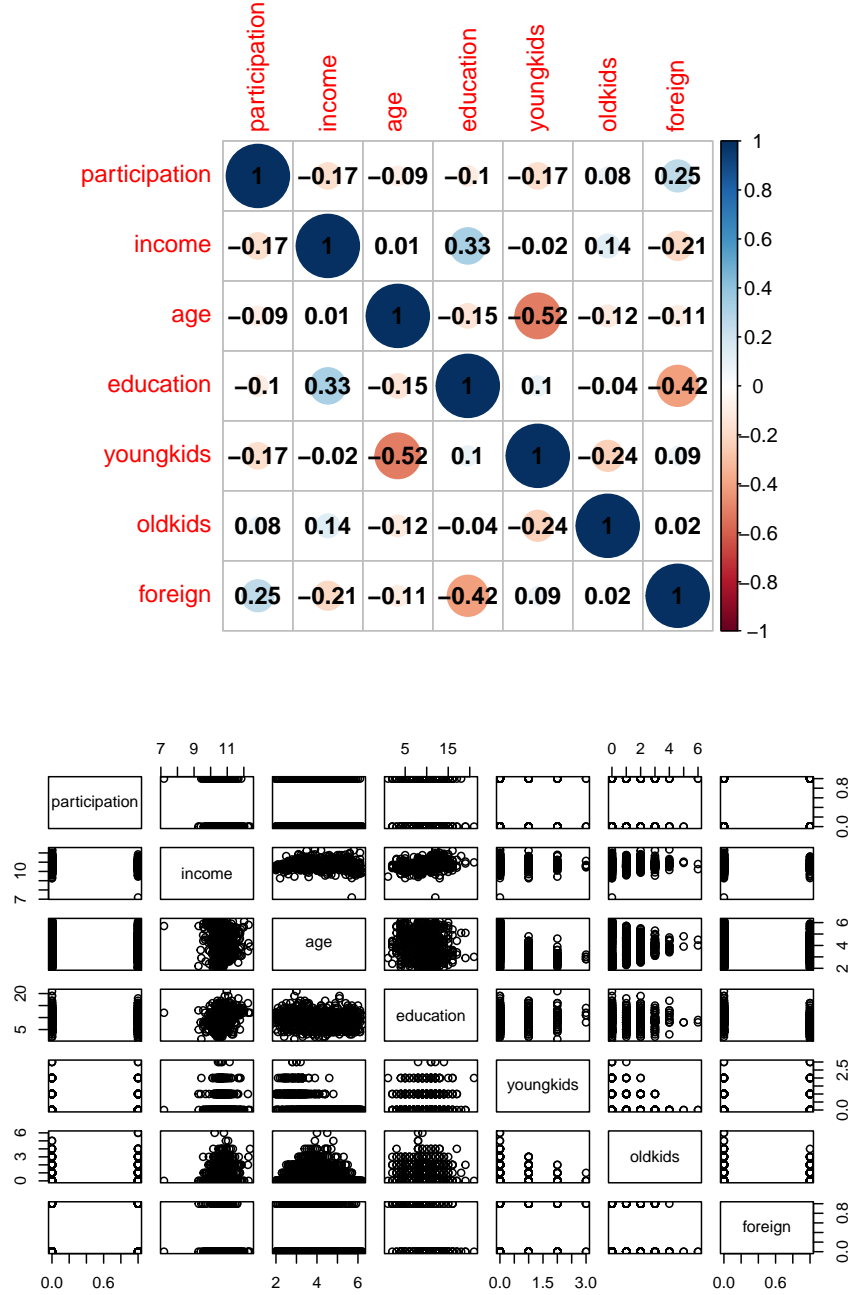 participation
income
age
education
youngkids
oldkids
foreign
participation 1 −0.17 −0.09 −0.1 −0.17 0.08 0.25
income −0.17 1 0.01 0.33 −0.02 0.14 −0.21
age −0.09 0.01 1 −0.15 −0.52 −0.12 −0.11
education −0.1 0.33 −0.15 1 0.1 −0.04 −0.42
youngkids −0.17 −0.02 −0.52 0.1 1 −0.24 0.09
oldkids 0.08 0.14 −0.12 −0.04 −0.24 1 0.02
foreign 0.25 −0.21 −0.11 −0.42 0.09 0.02 1
1
0.8
0.6
0.4
0.2
0
−0.2
−0.4
−0.6
−0.8
−1
7 9 11 5 15 0 1 2 3 4 5 6
participation 0.0 0.8
7 10 income
age 2 4 6
5 20 education
youngkids 0.0 2.5
0 3 6 oldkids
foreign 0.0 0.8
0.0 0.6 2 3 4 5 6 0.0 1.5 3.0 0.0 0.6